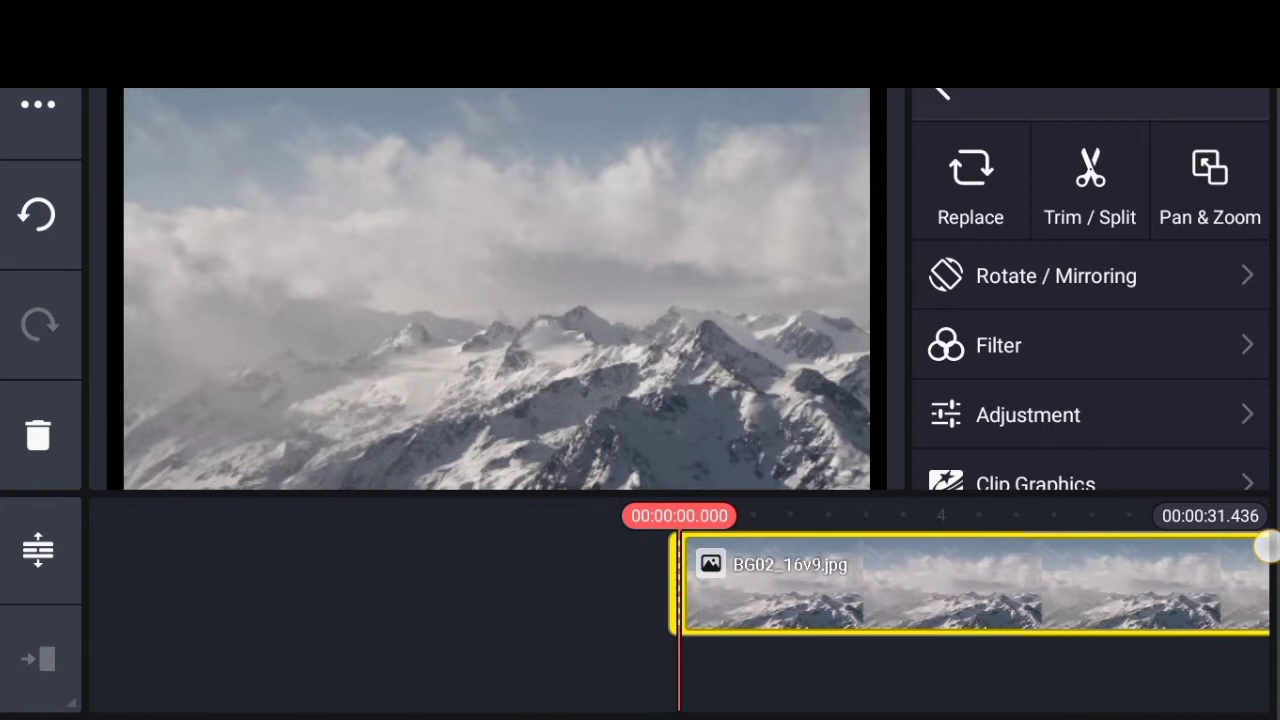 Replace
Trim / Split
Pan & Zoom
Rotate / Mirroring
Filter
Adjustment
Clip Graphics
00:00:00.000
4
00:00:31.436
BG02_16v9.jpg